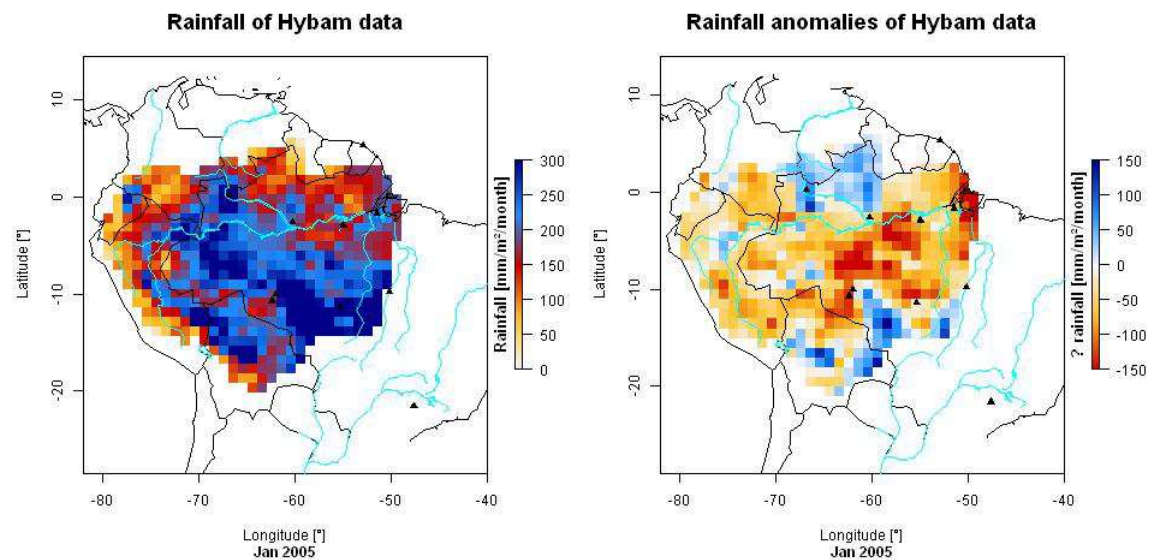 Rainfall of Hybam data
10
0
-10
-20
Latitude [°]
-80 -70 -60 -50 -40
Longitude [°]
Jan 2005
300
250
200
150
100
50
0
Rainfall [mm/m²/month]
Rainfall anomalies of Hybam data
10
0
-10
-20
Latitude [°]
-80 -70 -60 -50 -40
Longitude [°]
Jan 2005
150
100
50
0
-50
-100
-150
? rainfall [mm/m²/month]